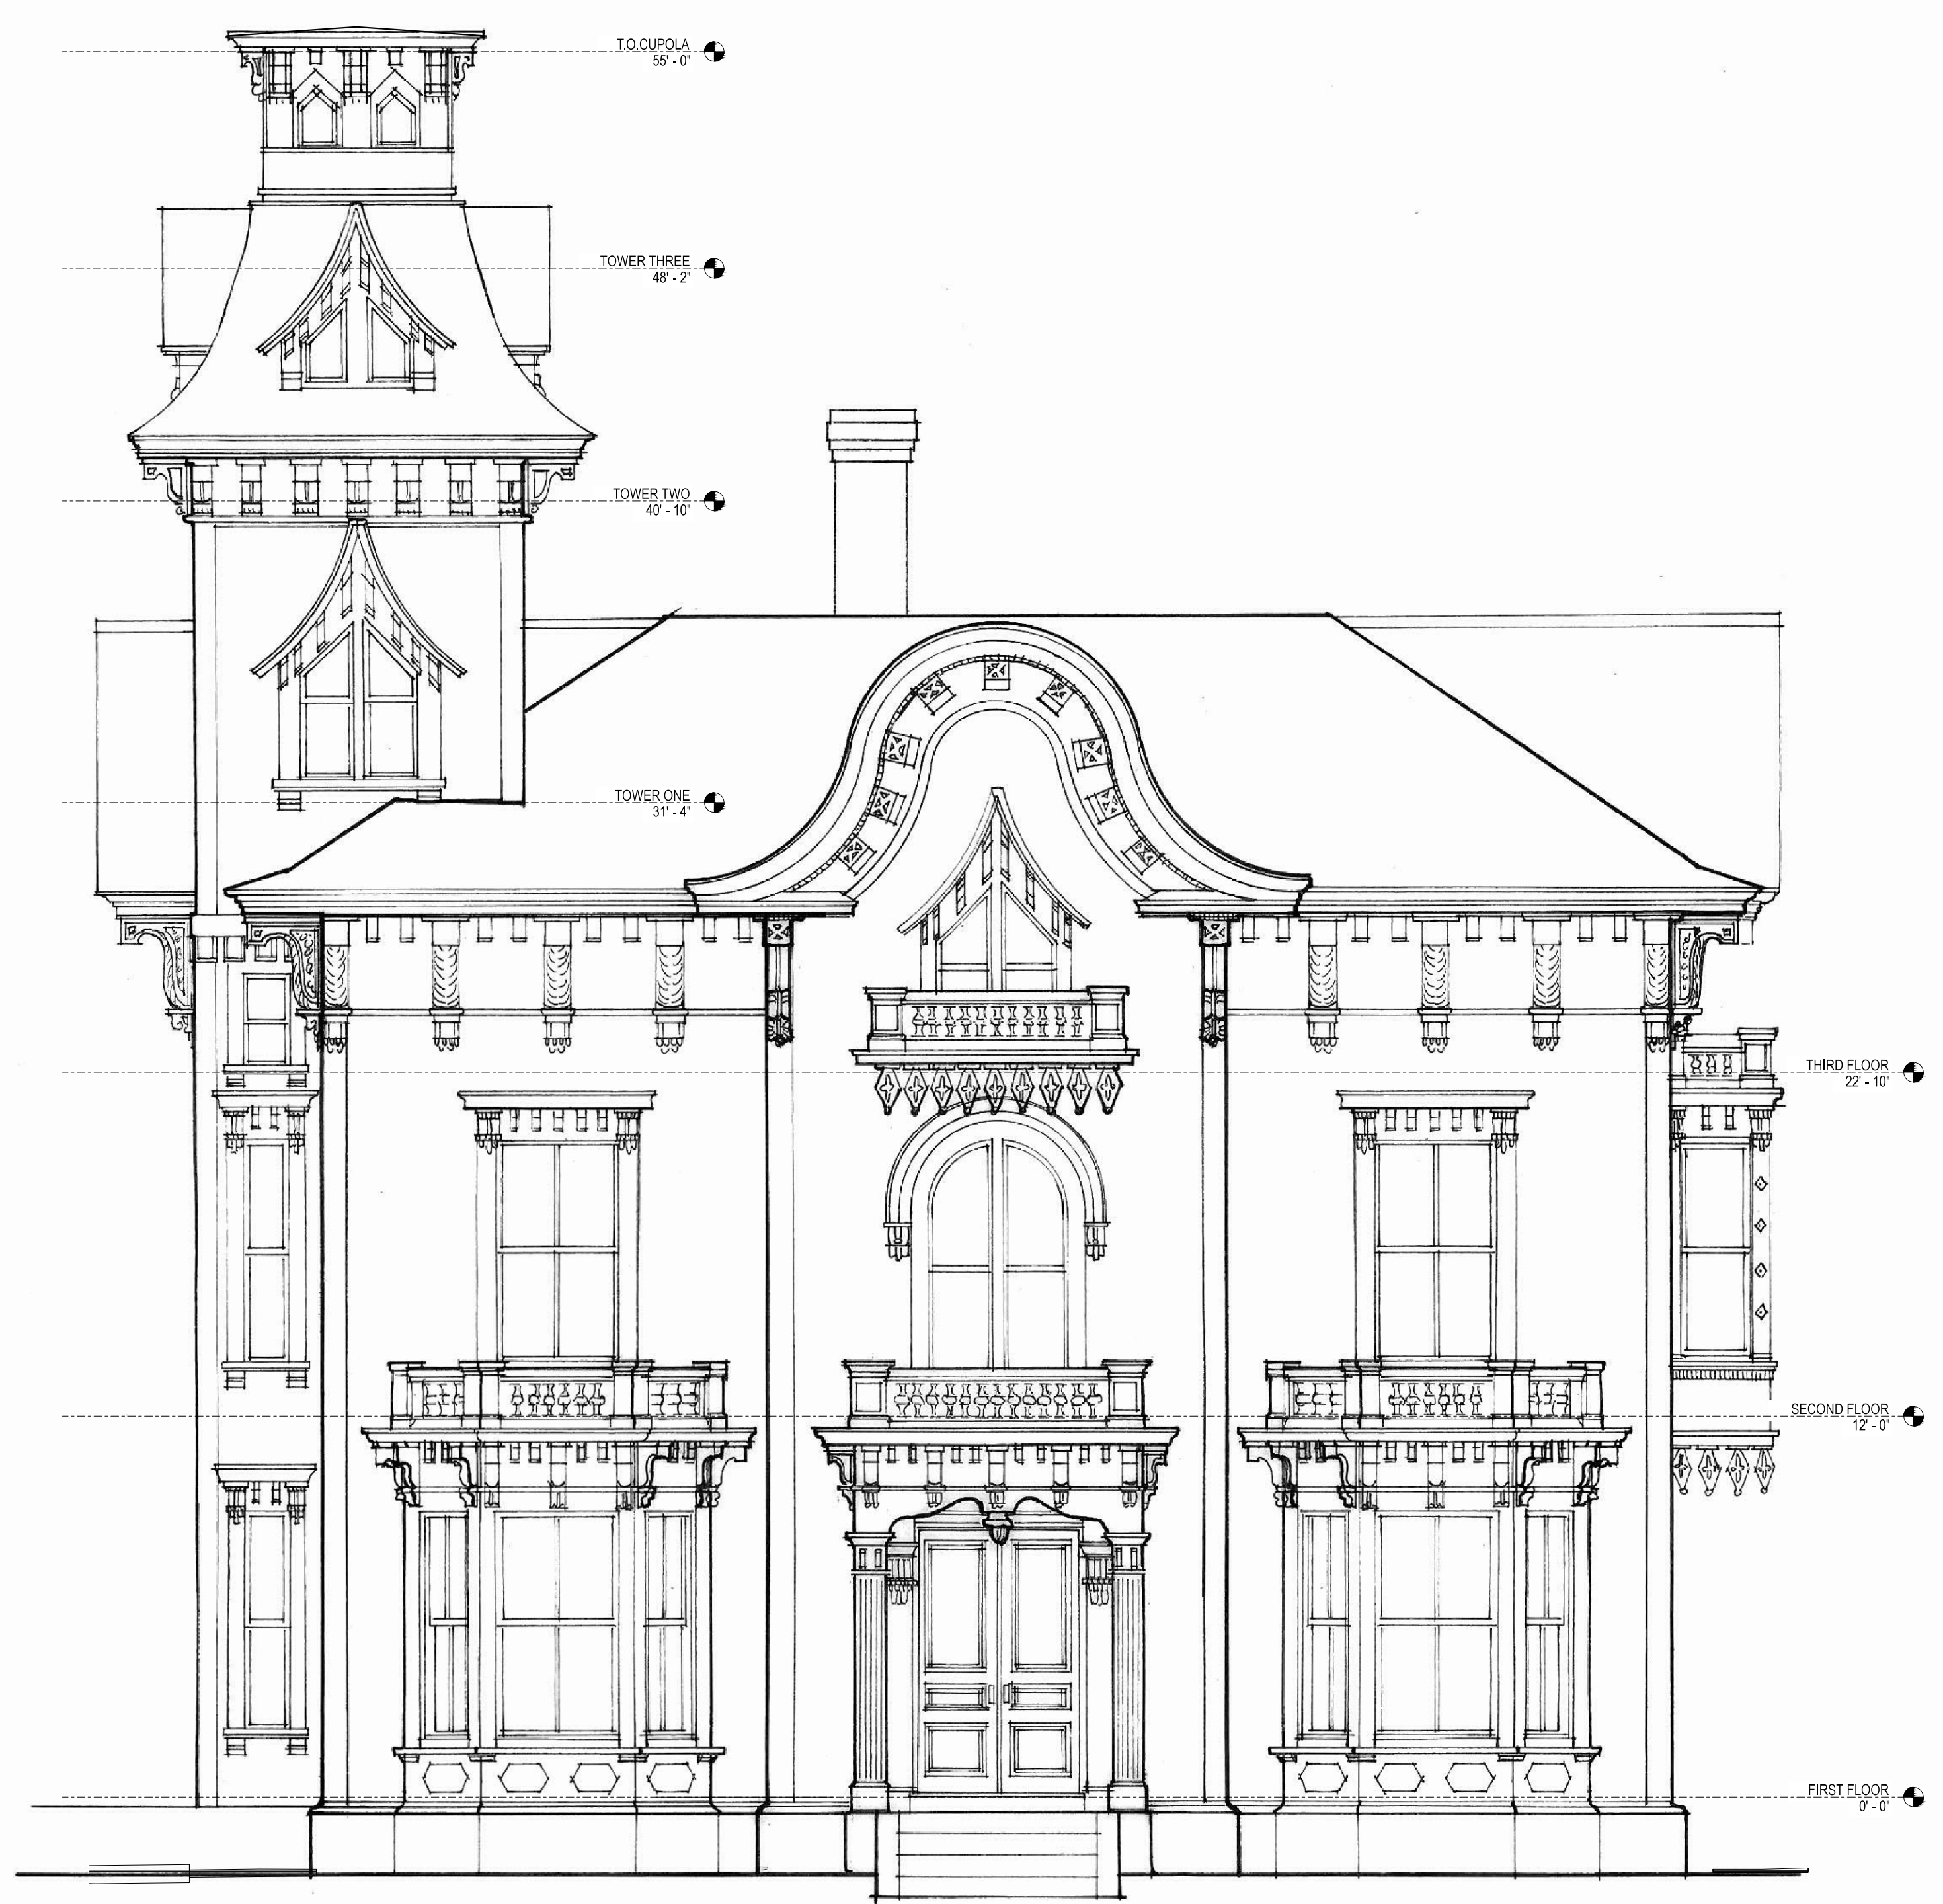 T.O.CUPOLA
55' - 0"
TOWER THREE
48' - 2"
TOWER TWO
40' - 10"
TOWER ONE
31' - 4"
THIRD FLOOR
22' - 10"
SECOND FLOOR
12' - 0"
FIRST FLOOR
0' - 0"